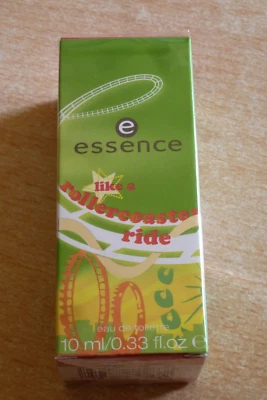 e
essence
like a
rollercoaster
ride
eau de toilette
10 ml/0.33 fl.oz e